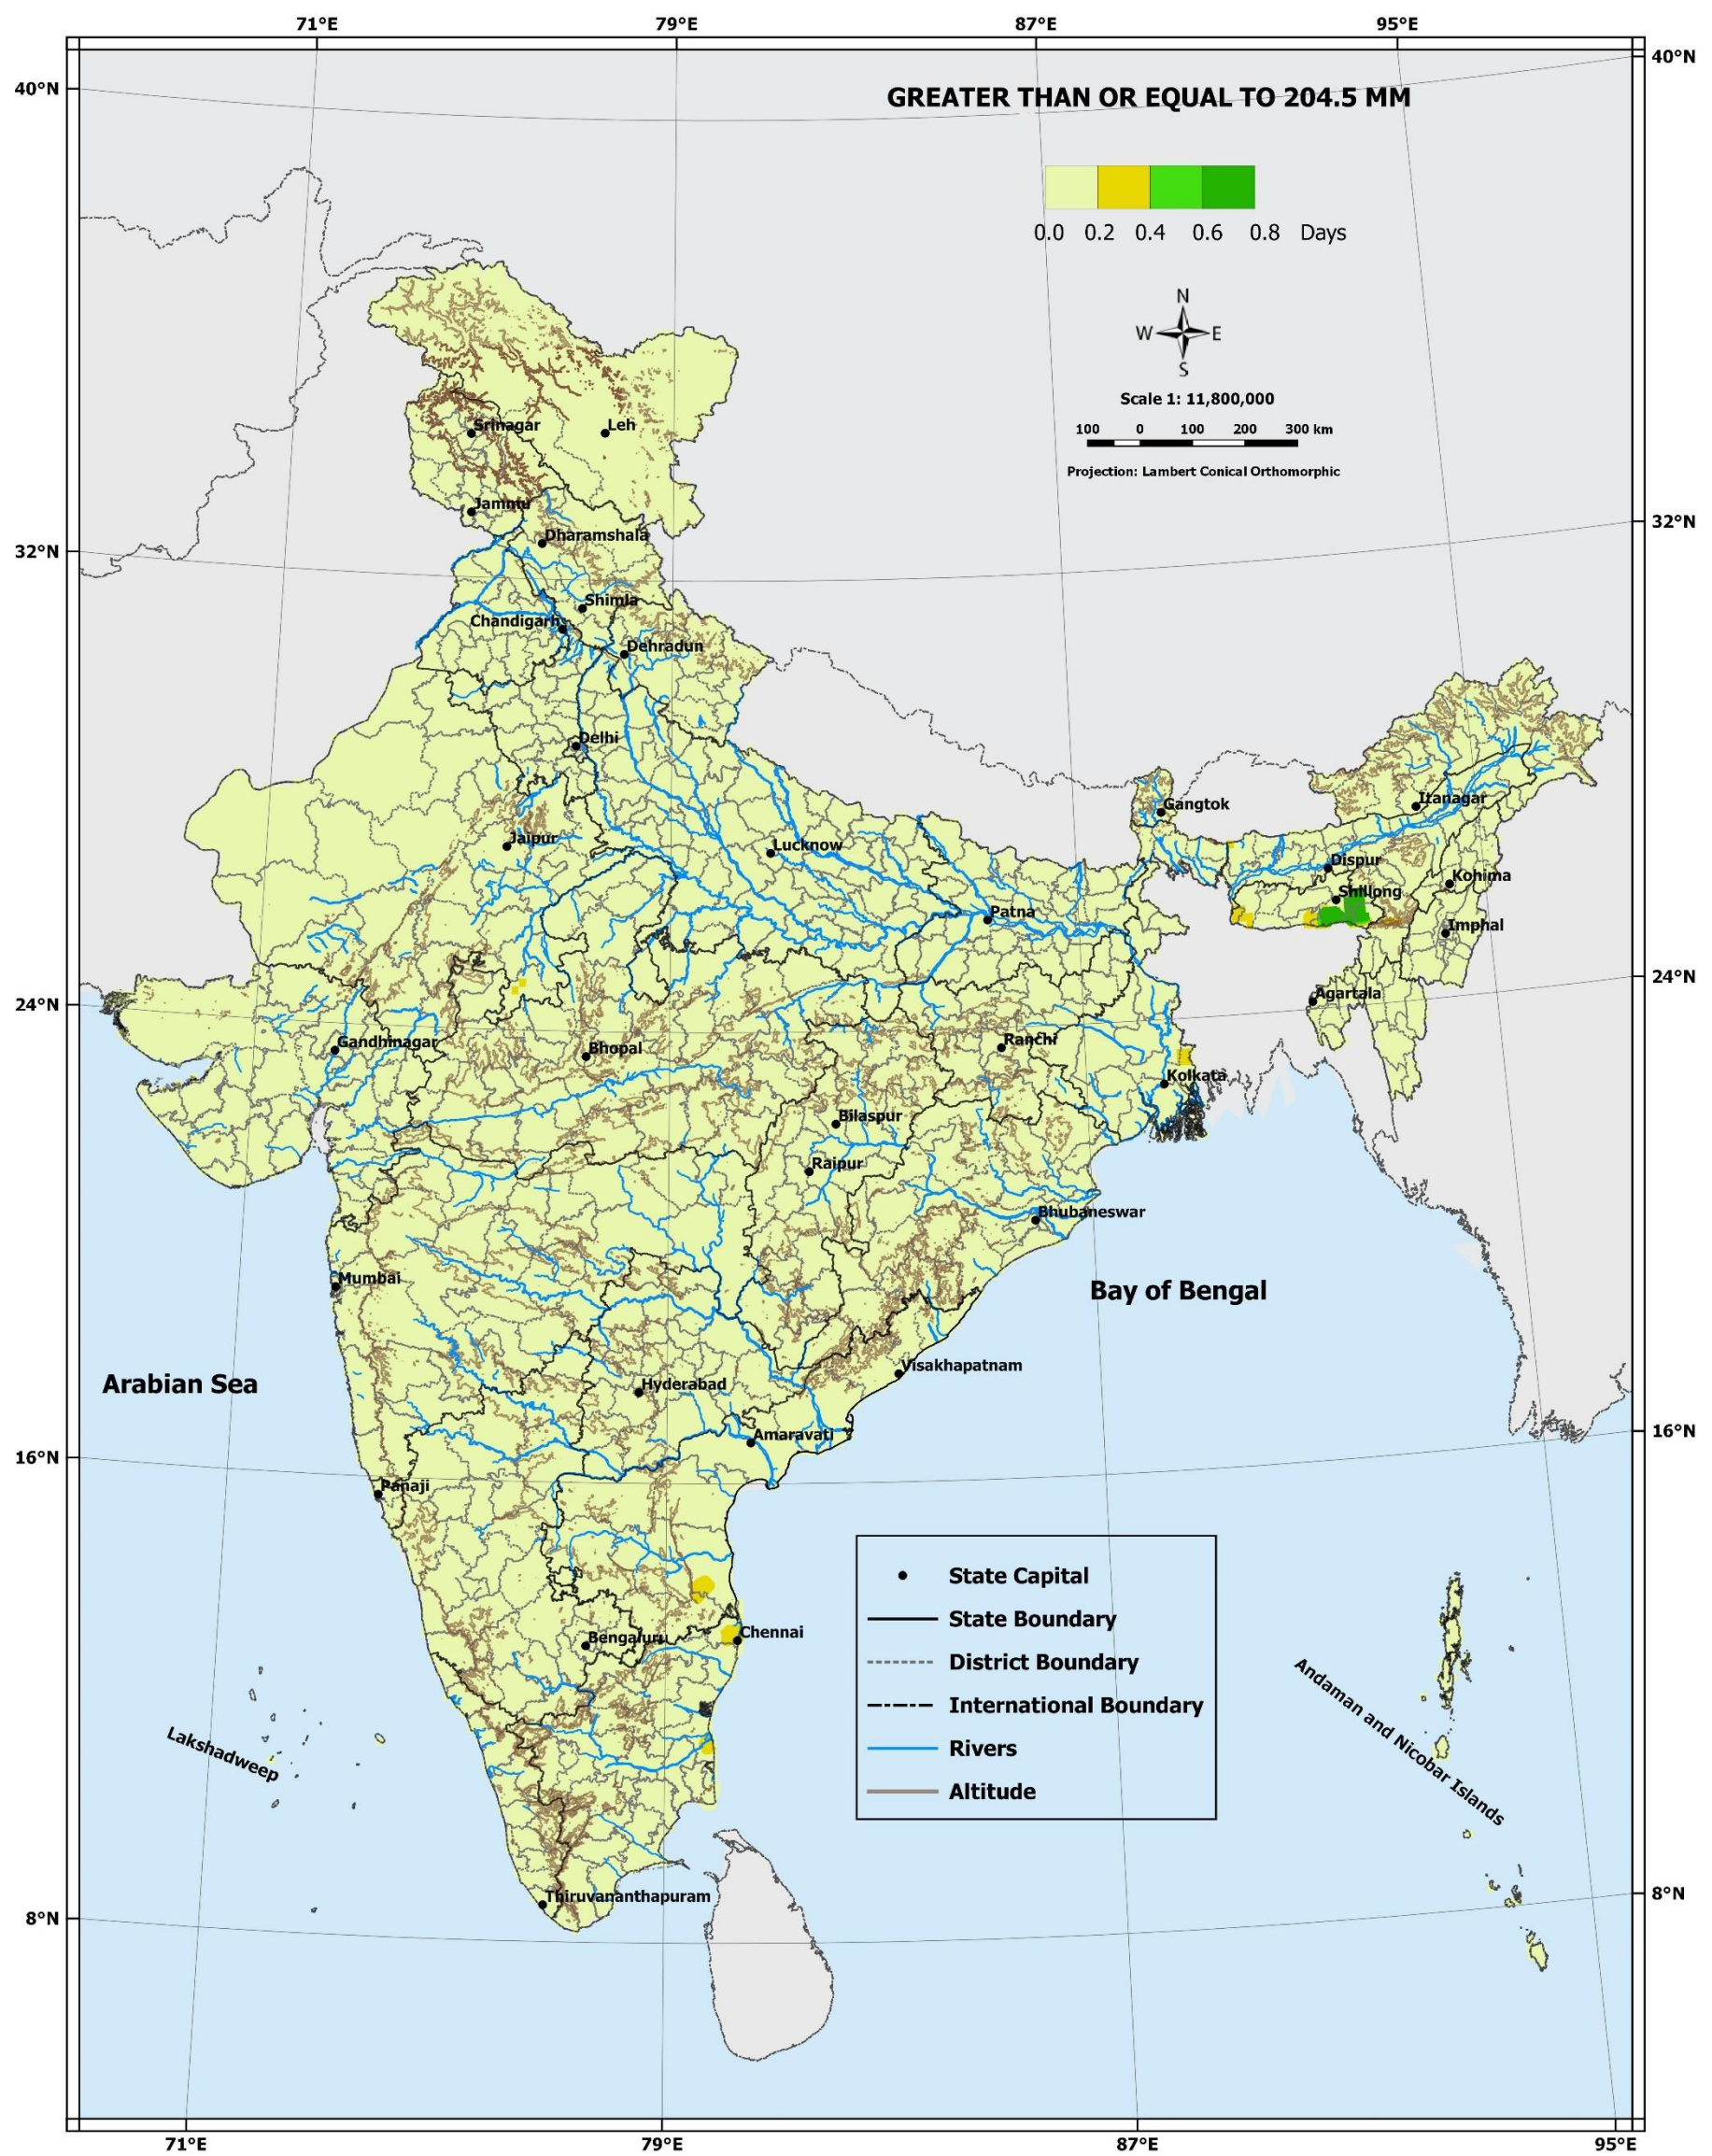 71°E 79°E 87°E 95°E
40°N 40°N
GREATER THAN OR EQUAL TO 204.5 MM
0.0 0.2 0.4 0.6 0.8 Days
N
W E
S
Scale 1: 11,800,000
100 0 100 200 300 km
Projection: Lambert Conical Orthomorphic
Srinagar
Leh
Jammu
32°N
Dharamshala
32°N
Shimla
Chandigarh
Dehradun
Delhi
Gangtok
Itanagar
Jaipur
Lucknow
Dispur
Kohima
Shillong
Patna
Imphal
24°N
Agartala
24°N
Gandhinagar
Bhopal
Ranchi
Kolkata
Bilaspur
Raipur
Bhubaneswar
Mumbai
Bay of Bengal
Visakhapatnam
Arabian Sea
Hyderabad
Amaravati
16°N
16°N
Panaji
Bengaluru
Chennai
State Capital
State Boundary
District Boundary
International Boundary
Rivers
Altitude
Lakshadweep
Andaman and Nicobar Islands
Thiruvananthapuram
8°N
8°N
71°E 79°E 87°E 95°E